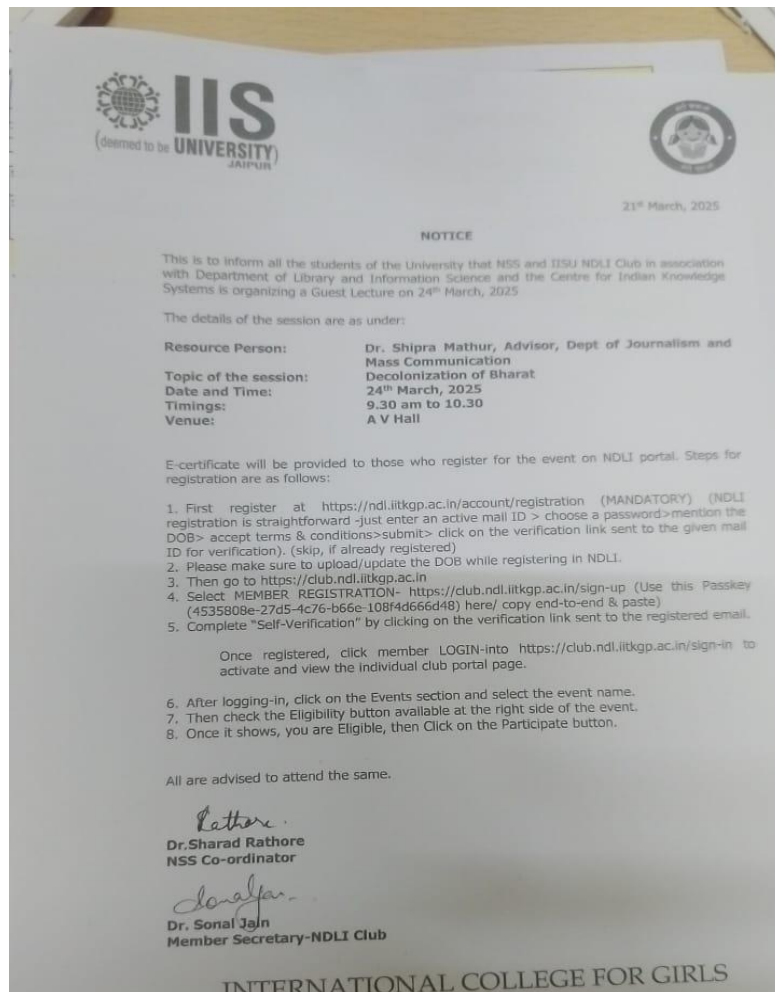 IIS
(deemed to be UNIVERSITY)
JAIPUR
21st March, 2025
NOTICE
This is to inform all the students of the University that NSS and IISU NDLI Club in association
with Department of Library and Information Science and the Centre for Indian Knowledge
Systems is organizing a Guest Lecture on 24th March, 2025
The details of the session are as under:
Resource Person: Dr. Shipra Mathur, Advisor, Dept of Journalism and
Mass Communication
Topic of the session: Decolonization of Bharat
Date and Time: 24th March, 2025
Timings: 9.30 am to 10.30
Venue: A V Hall
E-certificate will be provided to those who register for the event on NDLI portal. Steps for
registration are as follows:
1. First register at https://ndl.iitkgp.ac.in/account/registration (MANDATORY) (NDLI
registration is straightforward -just enter an active mail ID > choose a password>mention the
DOB> accept terms & conditions>submit> click on the verification link sent to the given mail
ID for verification). (skip, if already registered)
2. Please make sure to upload/update the DOB while registering in NDLI.
3. Then go to https://club.ndl.iitkgp.ac.in
4. Select MEMBER REGISTRATION- https://club.ndl.iitkgp.ac.in/sign-up (Use this Passkey
(4535808e-27d5-4c76-b66e-108f4d666d48) here/ copy end-to-end & paste)
5. Complete "Self-Verification" by clicking on the verification link sent to the registered email.
Once registered, click member LOGIN-into https://club.ndl.iitkgp.ac.in/sign-in to
activate and view the individual club portal page.
6. After logging-in, click on the Events section and select the event name.
7. Then check the Eligibility button available at the right side of the event.
8. Once it shows, you are Eligible, then Click on the Participate button.
All are advised to attend the same.
Rathore.
Dr.Sharad Rathore
NSS Co-ordinator
Dr. Sonal Jain
Member Secretary-NDLI Club
INTERNATIONAL COLLEGE FOR GIRLS